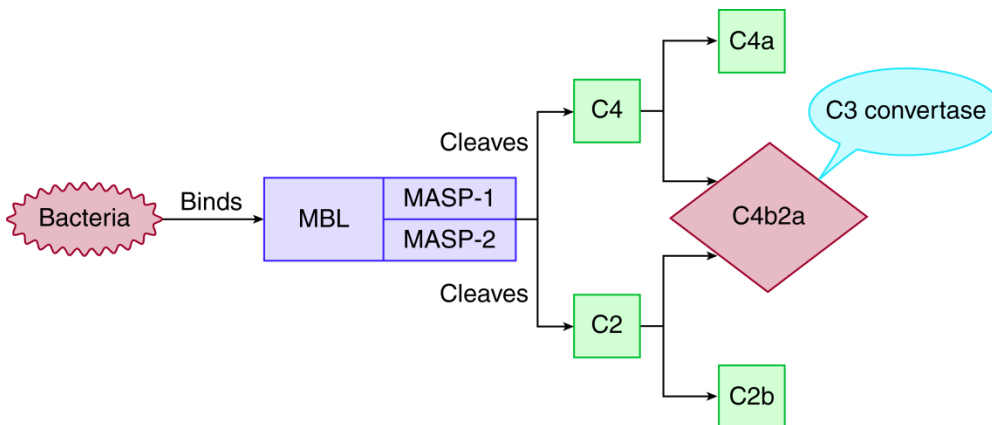 Bacteria
Binds
MBL
MASP-1
MASP-2
Cleaves
Cleaves
C4
C2
C4a
C4b2a
C3 convertase
C2b